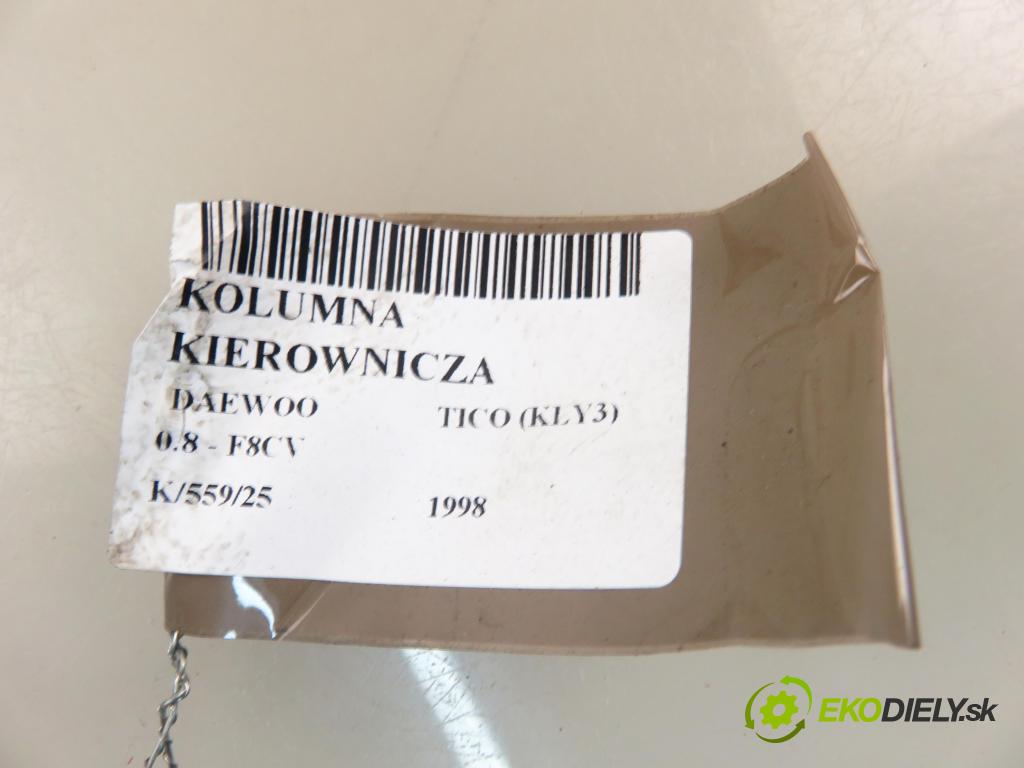 KOLUMNA
KIEROWNICZA
DAEWOO TICO (KLY3)
0.8 - F8CV
K/559/25 1998
EKODIELY.sk